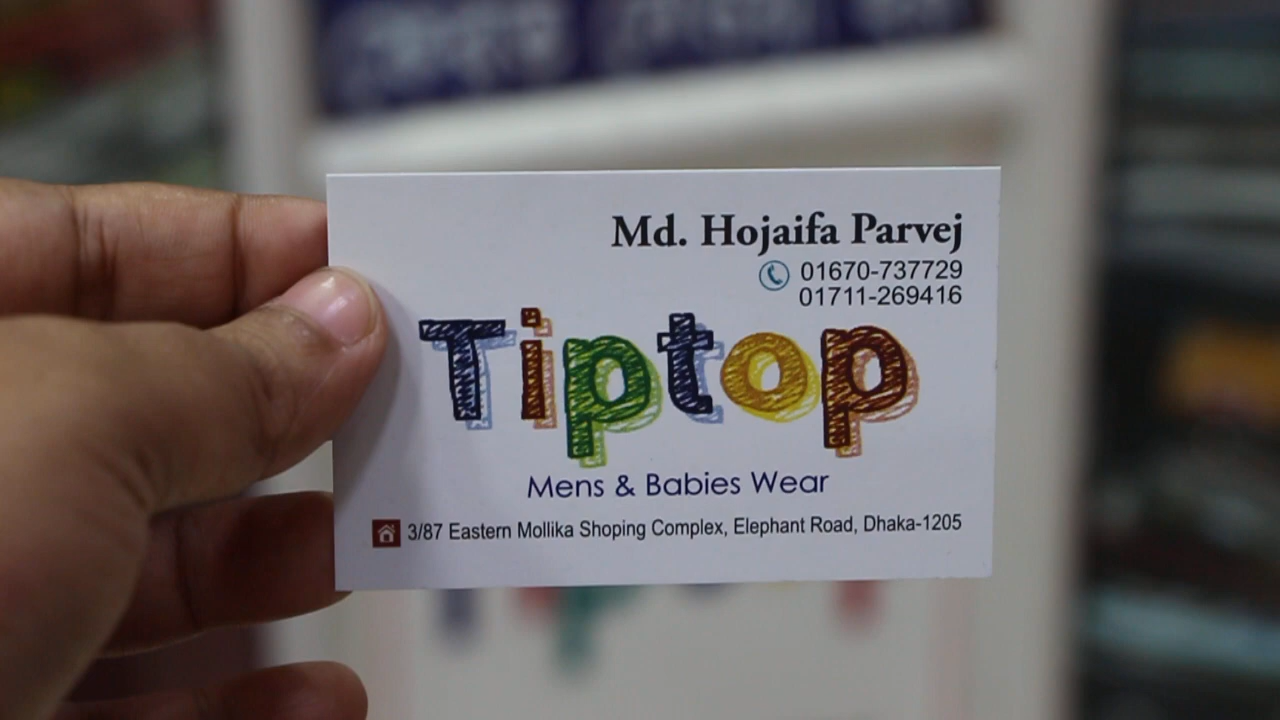 Md. Hojaifa Parvej
01670-737729
01711-269416
Tiptop
Mens & Babies Wear
3/87 Eastern Mollika Shoping Complex, Elephant Road, Dhaka-1205